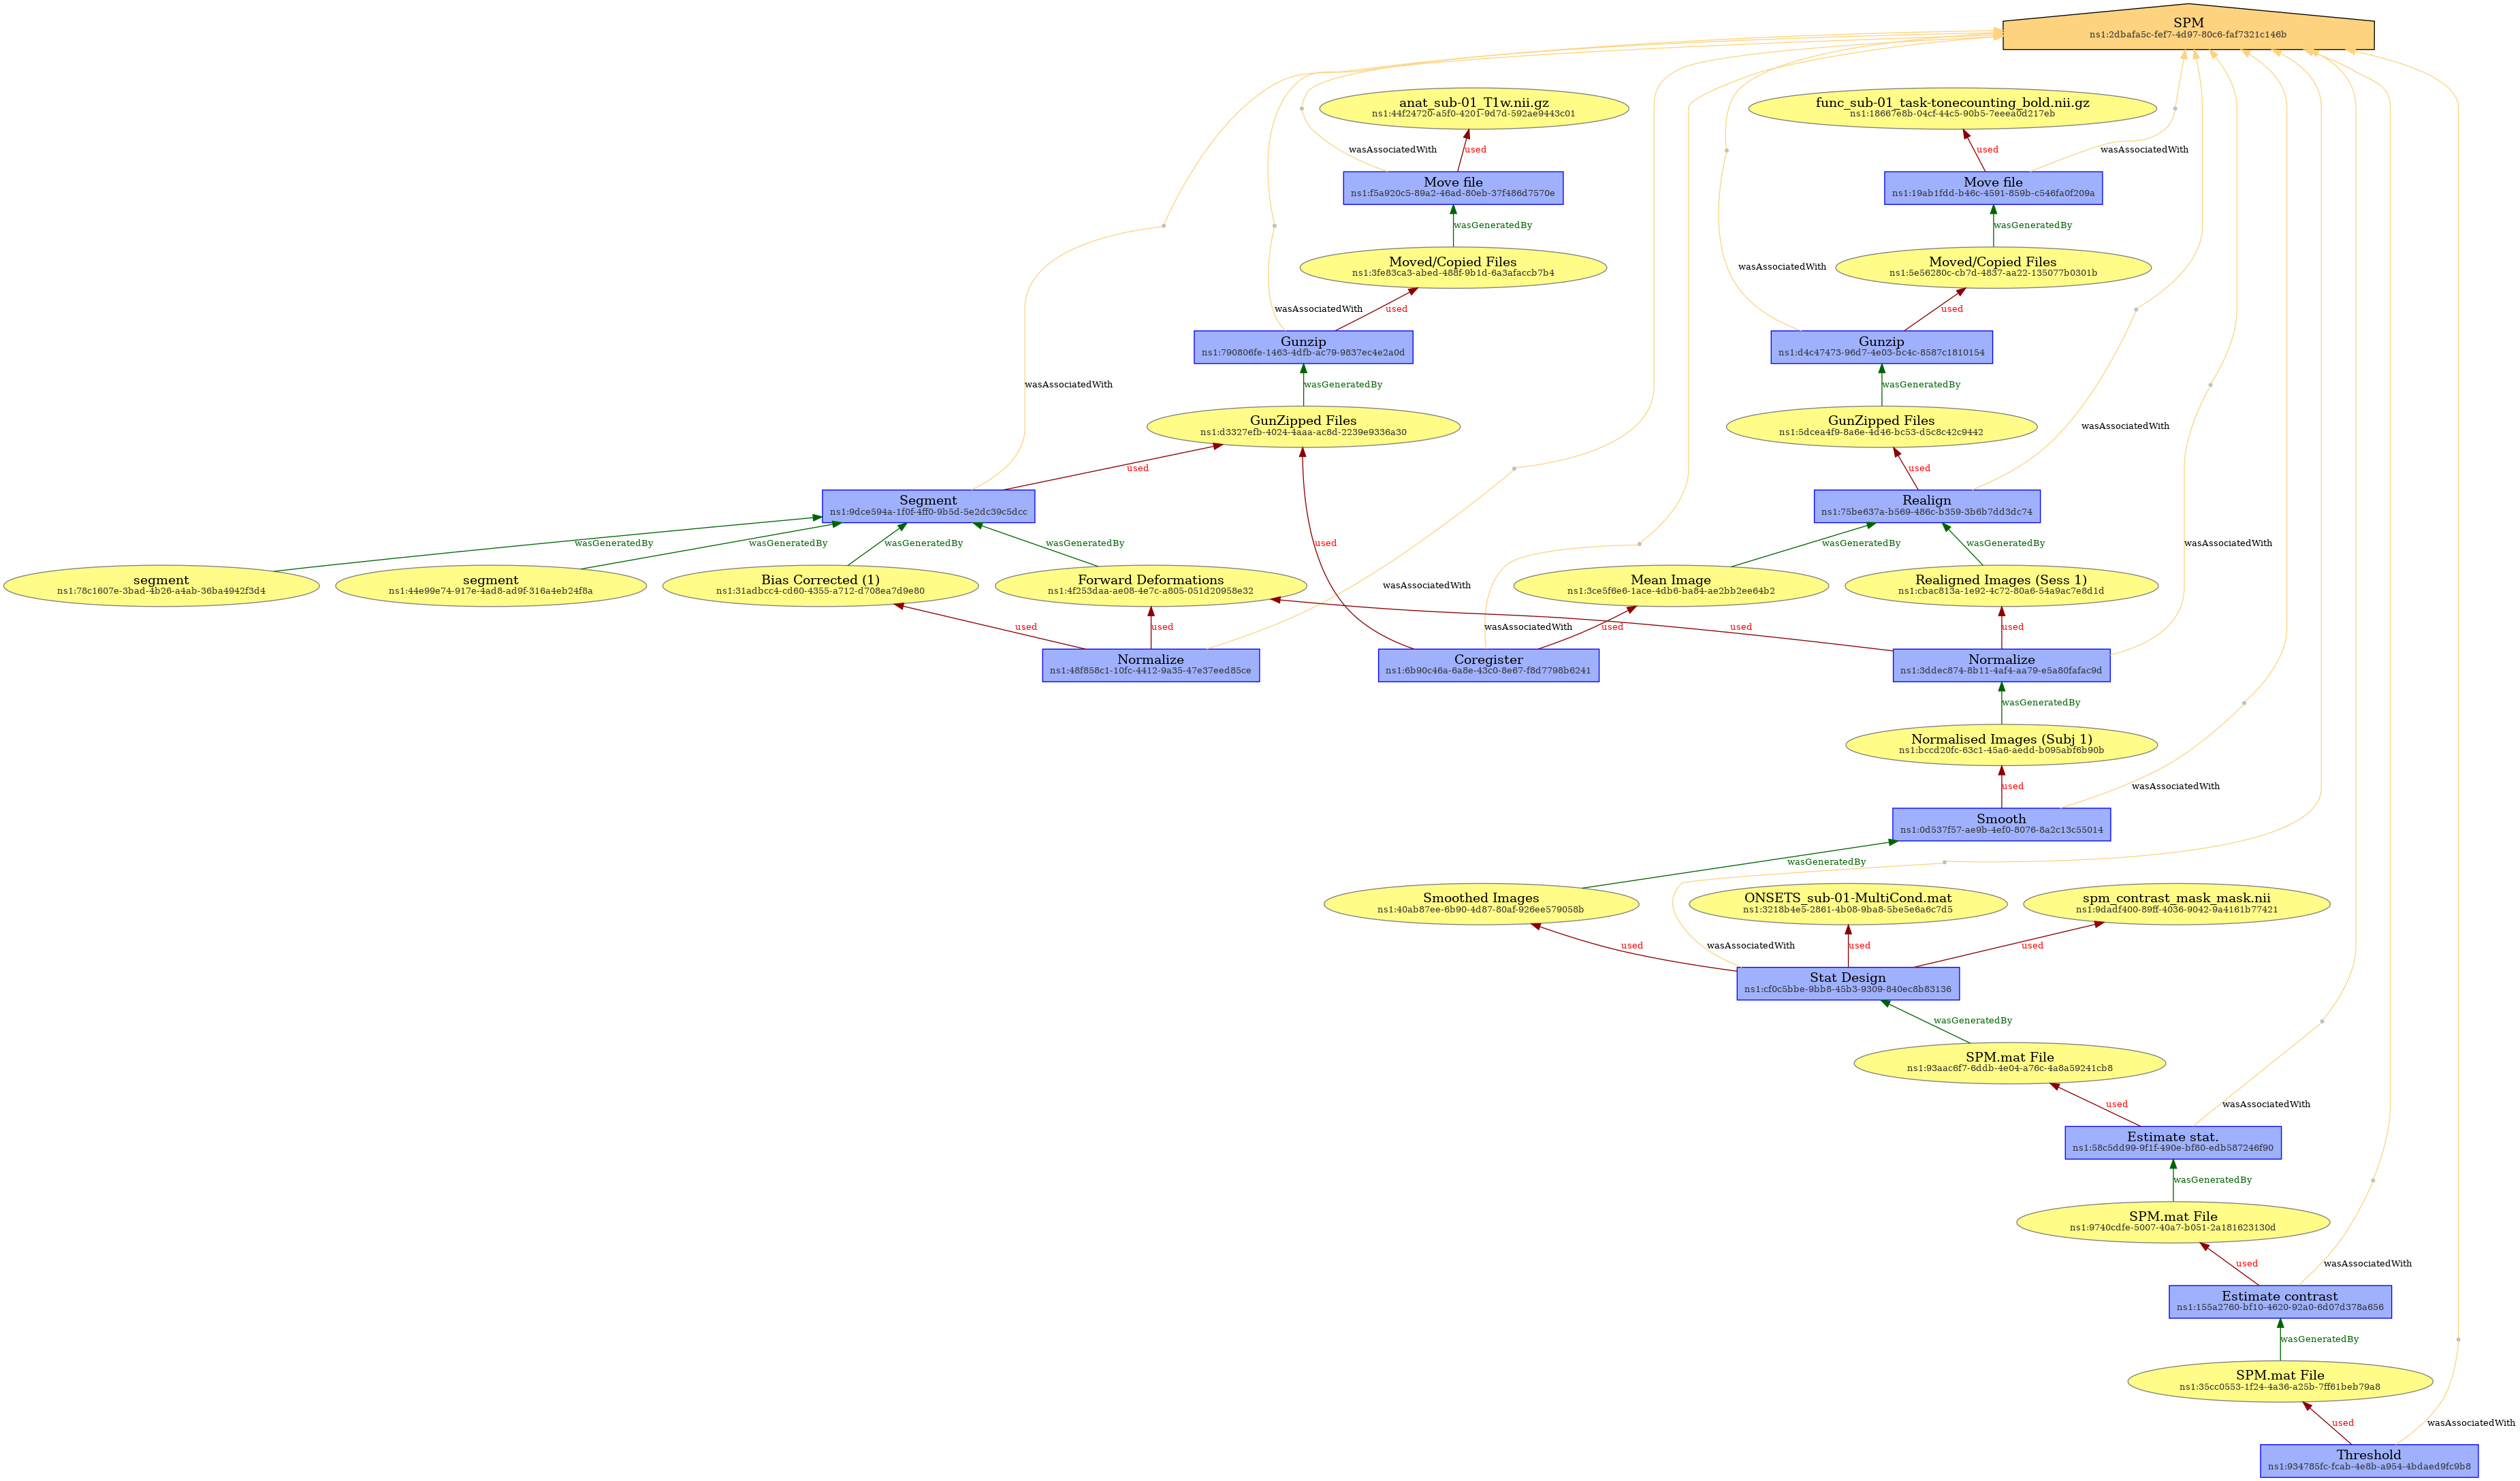 SPM
ns1:2dbafa5c-fef7-4d97-80c6-faf7321c146b
anat_sub-01_T1w.nii.gz
ns1:44f24720-a5f0-4201-9d7d-592ae9443c01
func_sub-01_task-tonecounting_bold.nii.gz
ns1:18667e8b-04cf-44c5-90b5-7eeea0d217eb
wasAssociatedWith
used
used
wasAssociatedWith
Move file
ns1:f5a920c5-89a2-46ad-80eb-37f486d7570e
Move file
ns1:19ab1fdd-b46c-4591-859b-c546fa0f209a
wasGeneratedBy
wasGeneratedBy
Moved/Copied Files
ns1:3fe83ca3-abed-488f-9b1d-6a3afaccb7b4
wasAssociatedWith
Moved/Copied Files
ns1:5e56280c-cb7d-4837-aa22-135077b0301b
wasAssociatedWith
used
used
Gunzip
ns1:790806fe-1463-4dfb-ac79-9837ec4e2a0d
Gunzip
ns1:d4c47473-96d7-4e03-bc4c-8587c1810154
wasAssociatedWith
wasGeneratedBy
wasGeneratedBy
GunZipped Files
ns1:d3327efb-4024-4aaa-ac8d-2239e9336a30
GunZipped Files
ns1:5dcea4f9-8a6e-4d46-bc53-d5c8c42c9442
wasAssociatedWith
used
used
Segment
ns1:9dce594a-1f0f-4ff0-9b5d-5e2dc39c5dcc
Realign
ns1:75be637a-b569-486c-b359-3b6b7dd3dc74
wasGeneratedBy
wasGeneratedBy
wasGeneratedBy
wasGeneratedBy
used
wasGeneratedBy
wasGeneratedBy
wasAssociatedWith
segment
ns1:78c1607e-3bad-4b26-a4ab-36ba4942f3d4
segment
ns1:44e99e74-917e-4ad8-ad9f-316a4eb24f8a
Bias Corrected (1)
ns1:31adbcc4-cd60-4355-a712-d708ea7d9e80
Forward Deformations
ns1:4f253daa-ae08-4e7c-a805-051d20958e32
wasAssociatedWith
Mean Image
ns1:3ce5f6e6-1ace-4db6-ba84-ae2bb2ee64b2
Realigned Images (Sess 1)
ns1:cbac813a-1e92-4c72-80a6-54a9ac7e8d1d
used
used
wasAssociatedWith
used
used
used
Normalize
ns1:48f858c1-10fc-4412-9a35-47e37eed85ce
Coregister
ns1:6b90c46a-6a8e-43c0-8e67-f8d7798b6241
Normalize
ns1:3ddec874-8b11-4af4-aa79-e5a80fafac9d
wasGeneratedBy
Normalised Images (Subj 1)
ns1:bccd20fc-63c1-45a6-aedd-b095abf6b90b
used
wasAssociatedWith
Smooth
ns1:0d537f57-ae9b-4ef0-8076-8a2c13c55014
wasGeneratedBy
Smoothed Images
ns1:40ab87ee-6b90-4d87-80af-926ee579058b
ONSETS_sub-01-MultiCond.mat
ns1:3218b4e5-2861-4b08-9ba8-5be5e6a6c7d5
spm_contrast_mask_mask.nii
ns1:9dadf400-89ff-4036-9042-9a4161b77421
used
wasAssociatedWith
used
used
Stat Design
ns1:cf0c5bbe-9bb8-45b3-9309-840ec8b83136
wasGeneratedBy
SPM.mat File
ns1:93aac6f7-6ddb-4e04-a76c-4a8a59241cb8
used
wasAssociatedWith
Estimate stat.
ns1:58c5dd99-9f1f-490e-bf80-edb587246f90
wasGeneratedBy
SPM.mat File
ns1:9740cdfe-5007-40a7-b051-2a181623130d
used
wasAssociatedWith
Estimate contrast
ns1:155a2760-bf10-4620-92a0-6d07d378a656
wasGeneratedBy
SPM.mat File
ns1:35cc0553-1f24-4a36-a25b-7ff61beb79a8
used
wasAssociatedWith
Threshold
ns1:934785fc-fcab-4e8b-a954-4bdaed9fc9b8